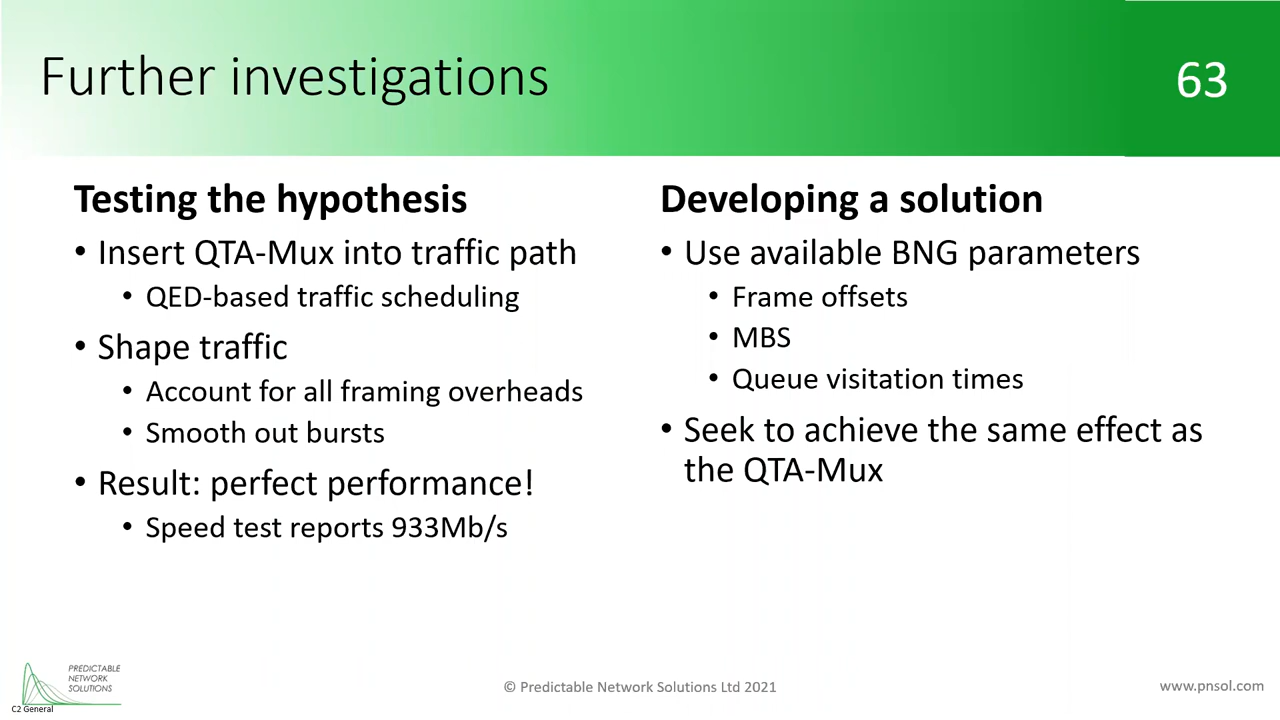 Further investigations
63
Testing the hypothesis
• Insert QTA-Mux into traffic path
• QED-based traffic scheduling
• Shape traffic
• Account for all framing overheads
• Smooth out bursts
• Result: perfect performance!
• Speed test reports 933Mb/s
Developing a solution
• Use available BNG parameters
• Frame offsets
• MBS
• Queue visitation times
• Seek to achieve the same effect as
the QTA-Mux
PREDICTABLE
NETWORK
SOLUTIONS
C2 General
© Predictable Network Solutions Ltd 2021
www.pnsol.com